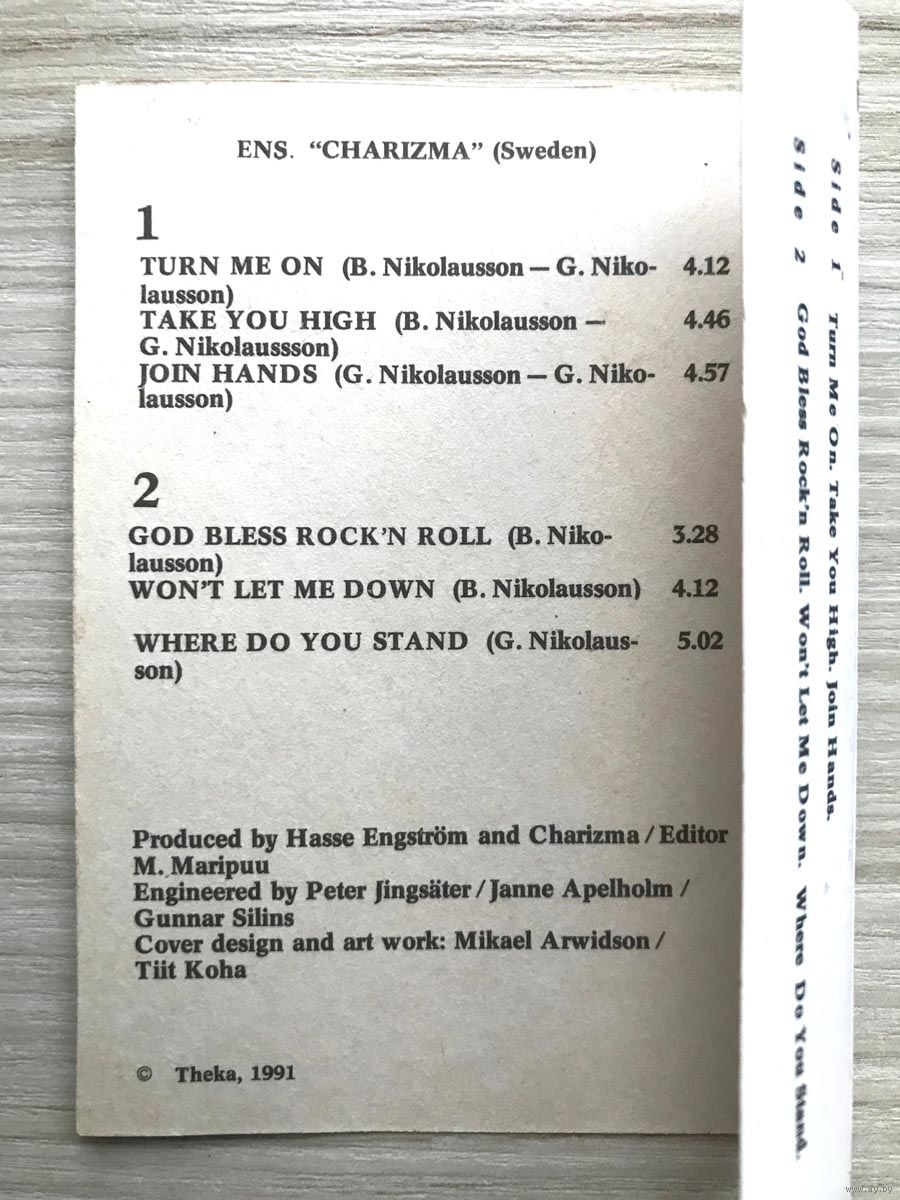 ENS. “CHARIZMA” (Sweden)
1
TURN ME ON (B. Nikolausson — G. Niko- 4.12
lausson)
TAKE YOU HIGH (B. Nikolausson — 4.46
G. Nikolaussson)
JOIN HANDS (G. Nikolausson — G. Niko- 4.57
lausson)
2
GOD BLESS ROCK’N ROLL (B. Niko- 3.28
lausson)
WON’T LET ME DOWN (B. Nikolausson) 4.12
WHERE DO YOU STAND (G. Nikolaus- 5.02
son)
Produced by Hasse Engström and Charizma / Editor
M. Maripuu
Engineered by Peter Jingsäter / Janne Apelholm /
Gunnar Silins
Cover design and art work: Mikael Arwidson /
Tiit Koha
© Theka, 1991
Side 1 Turn Me On. Take You High. Join Hands.
Side 2 God Bless Rock’n Roll. Won’t Let Me Down. Where Do You Stand.
www.ay.by